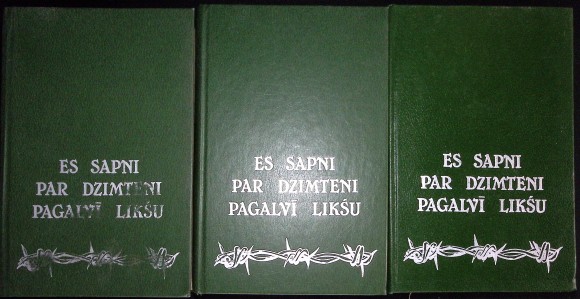 ES SAPNI
PAR DZIMTENI
PAGALVĪ LIKŠU
ES SAPNI
PAR DZIMTENI
PAGALVĪ LIKŠU
ES SAPNI
PAR DZIMTENI
PAGALVĪ LIKŠU